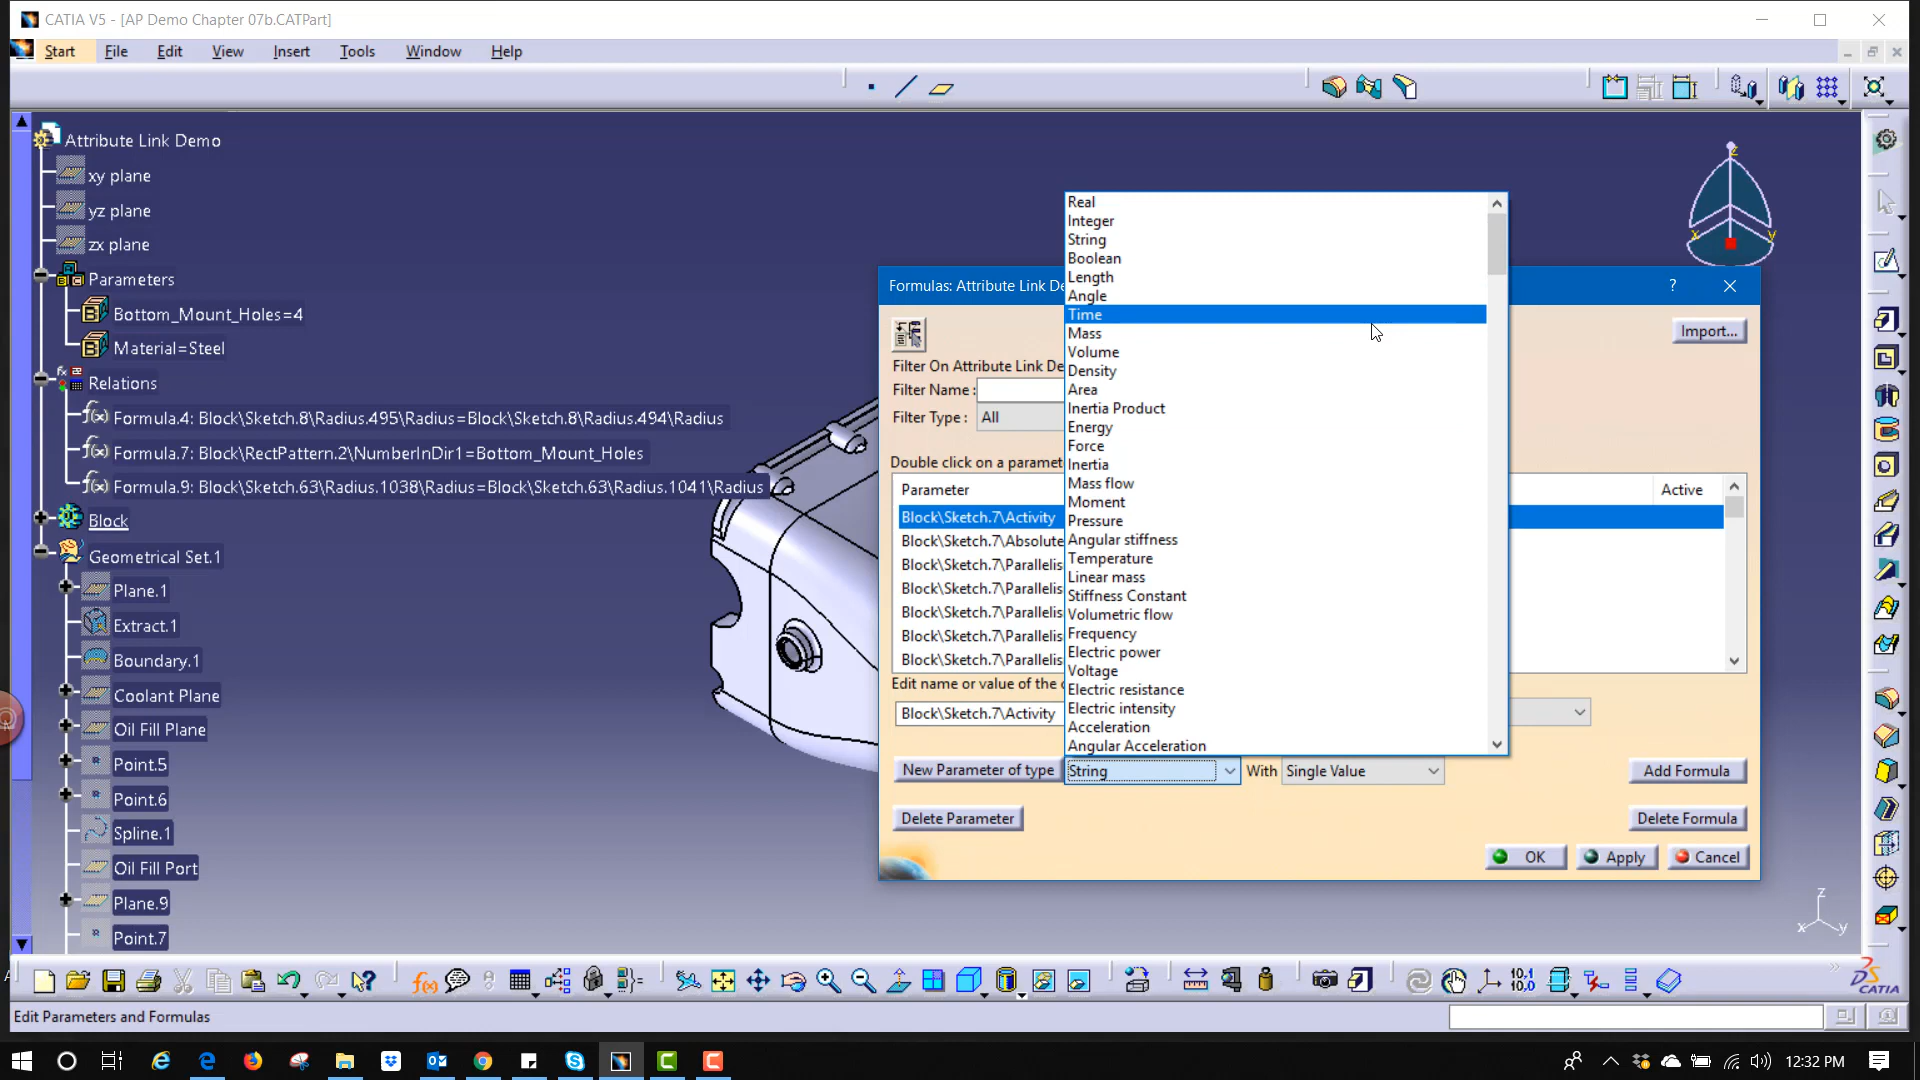 CATIA V5 - [AP Demo Chapter 07b.CATPart]
Start File Edit View Insert Tools Window Help
Attribute Link Demo
xy plane
yz plane
zx plane
Parameters
Bottom_Mount_Holes=4
Material=Steel
Relations
Formula.4: Block\Sketch.8\Radius.495\Radius=Block\Sketch.8\Radius.494\Radius
Formula.7: Block\RectPattern.2\NumberInDir1=Bottom_Mount_Holes
Formula.9: Block\Sketch.63\Radius.1038\Radius=Block\Sketch.63\Radius.1041\Radius
Block
Geometrical Set.1
Plane.1
Extract.1
Boundary.1
Coolant Plane
Oil Fill Plane
Point.5
Point.6
Spline.1
Oil Fill Port
Plane.9
Point.7
z
x
y
Formulas: Attribute Link De
?
Import...
Filter On Attribute Link De
Filter Name :
Filter Type : All
Double click on a paramet
Parameter
Active
Block\Sketch.7\Activity
Block\Sketch.7\Absolute
Block\Sketch.7\Parallelis
Block\Sketch.7\Parallelis
Block\Sketch.7\Parallelis
Block\Sketch.7\Parallelis
Block\Sketch.7\Parallelis
Edit name or value of the c
Block\Sketch.7\Activity
Real
Integer
String
Boolean
Length
Angle
Time
Mass
Volume
Density
Area
Inertia Product
Energy
Force
Inertia
Mass flow
Moment
Pressure
Angular stiffness
Temperature
Linear mass
Stiffness Constant
Volumetric flow
Frequency
Electric power
Voltage
Electric resistance
Electric intensity
Acceleration
Angular Acceleration
New Parameter of type String With Single Value Add Formula
Delete Parameter Delete Formula
OK Apply Cancel
z
x
y
f(x)
10,1
10,0
CATIA
Edit Parameters and Formulas
12:32 PM